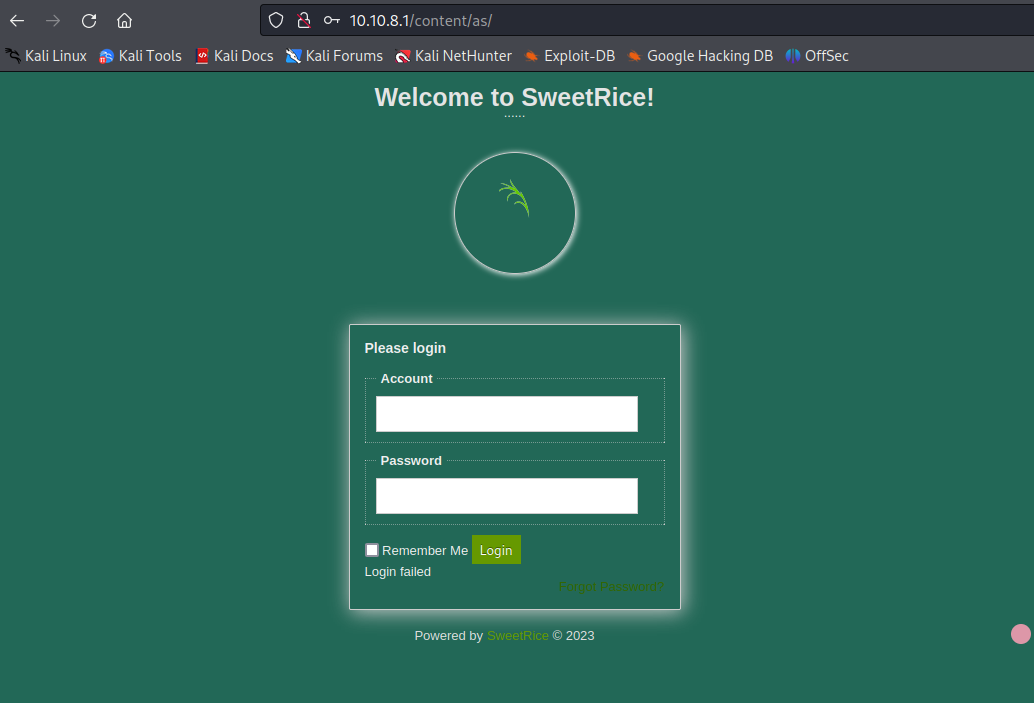 10.10.8.1/content/as/
Kali Linux Kali Tools Kali Docs Kali Forums Kali NetHunter Exploit-DB Google Hacking DB OffSec
Welcome to SweetRice!
......
Please login
Account
Password
Remember Me Login
Login failed
Forgot Password?
Powered by SweetRice © 2023